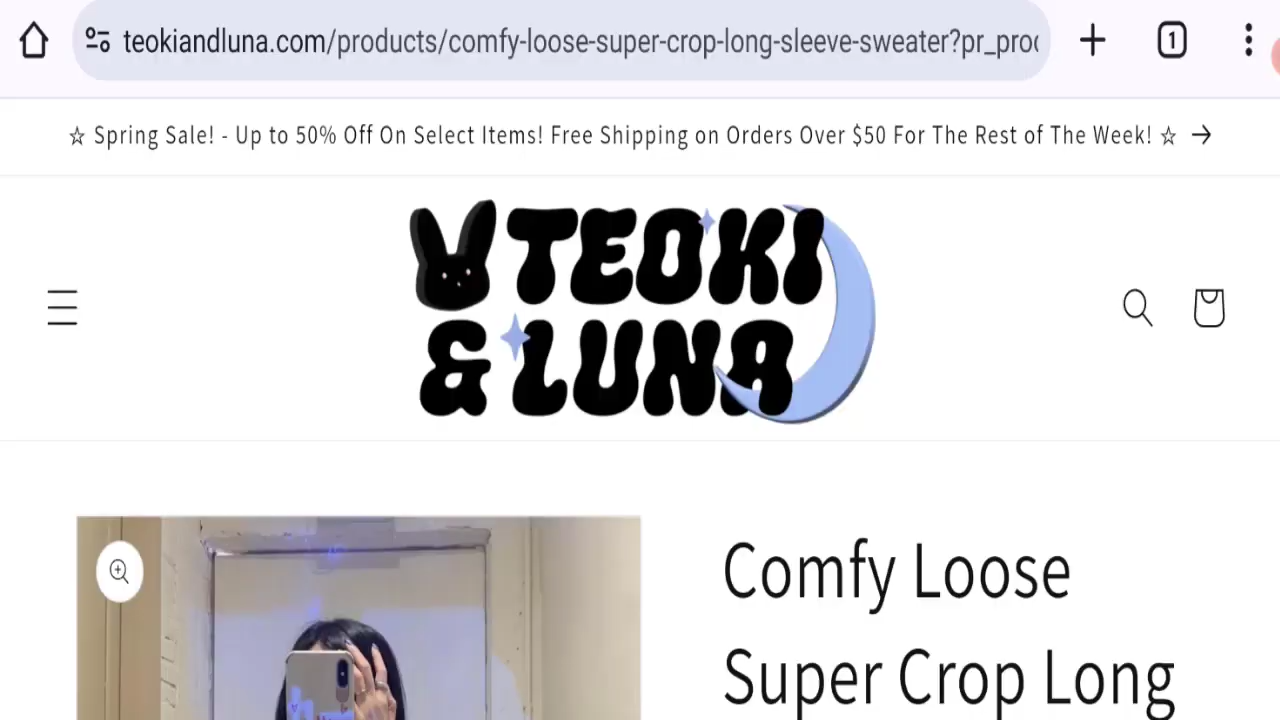 teokiandluna.com/products/comfy-loose-super-crop-long-sleeve-sweater?pr_proc
1
☆ Spring Sale! - Up to 50% Off On Select Items! Free Shipping on Orders Over $50 For The Rest of The Week! ☆ →
TEOKI
& LUNA
Comfy Loose
Super Crop Long